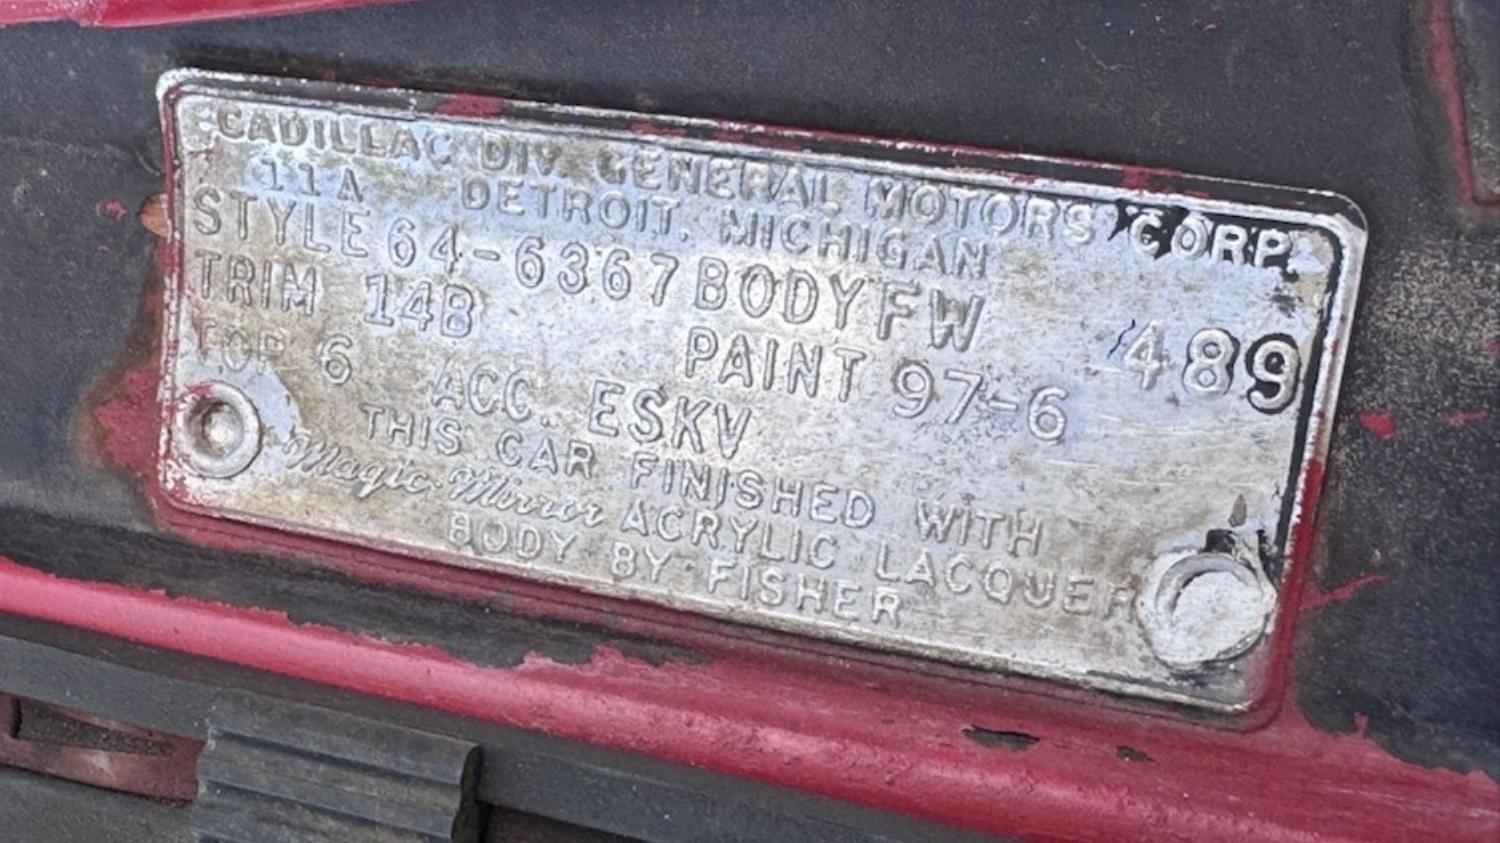 CADILLAC DIV. GENERAL MOTORS CORP.
11A DETROIT, MICHIGAN
STYLE 64-6367 BODY FW 489
TRIM 14B PAINT 97-6
TOP 6 ACC. ESKV
THIS CAR FINISHED WITH
Magic-Mirror ACRYLIC LACQUER
BODY BY FISHER